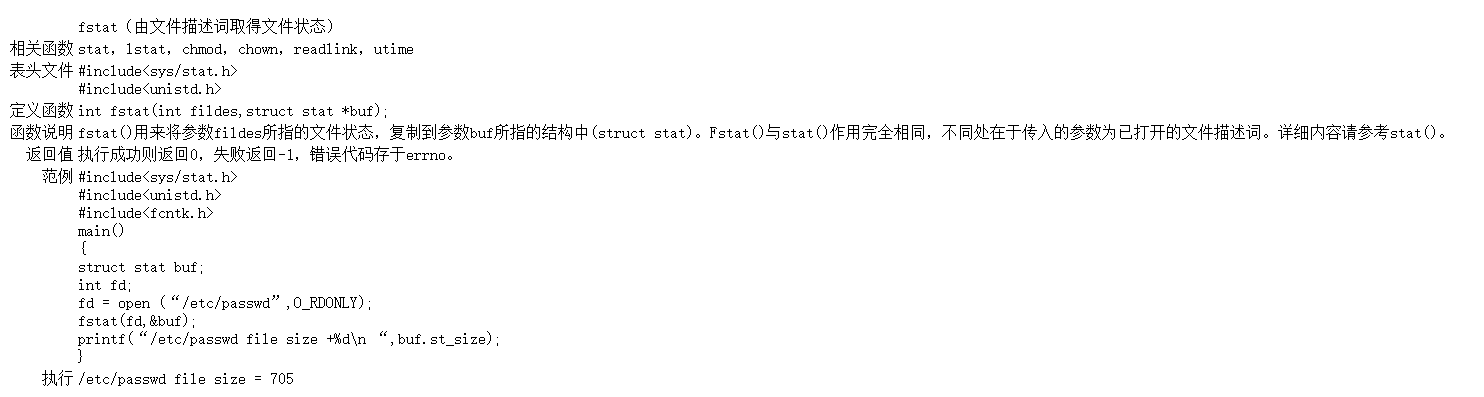 fstat（由文件描述词取得文件状态）
相关函数 stat，lstat，chmod，chown，readlink，utime
表头文件 #include<sys/stat.h>
#include<unistd.h>
定义函数 int fstat(int fildes,struct stat *buf);
函数说明 fstat()用来将参数fildes所指的文件状态，复制到参数buf所指的结构中(struct stat)。Fstat()与stat()作用完全相同，不同处在于传入的参数为已打开的文件描述词。详细内容请参考stat()。
返回值 执行成功则返回0，失败返回-1，错误代码存于errno。
范例 #include<sys/stat.h>
#include<unistd.h>
#include<fcntk.h>
main()
{
struct stat buf;
int fd;
fd = open (“/etc/passwd”,O_RDONLY);
fstat(fd,&buf);
printf(“/etc/passwd file size +%d\n “,buf.st_size);
}
执行 /etc/passwd file size = 705